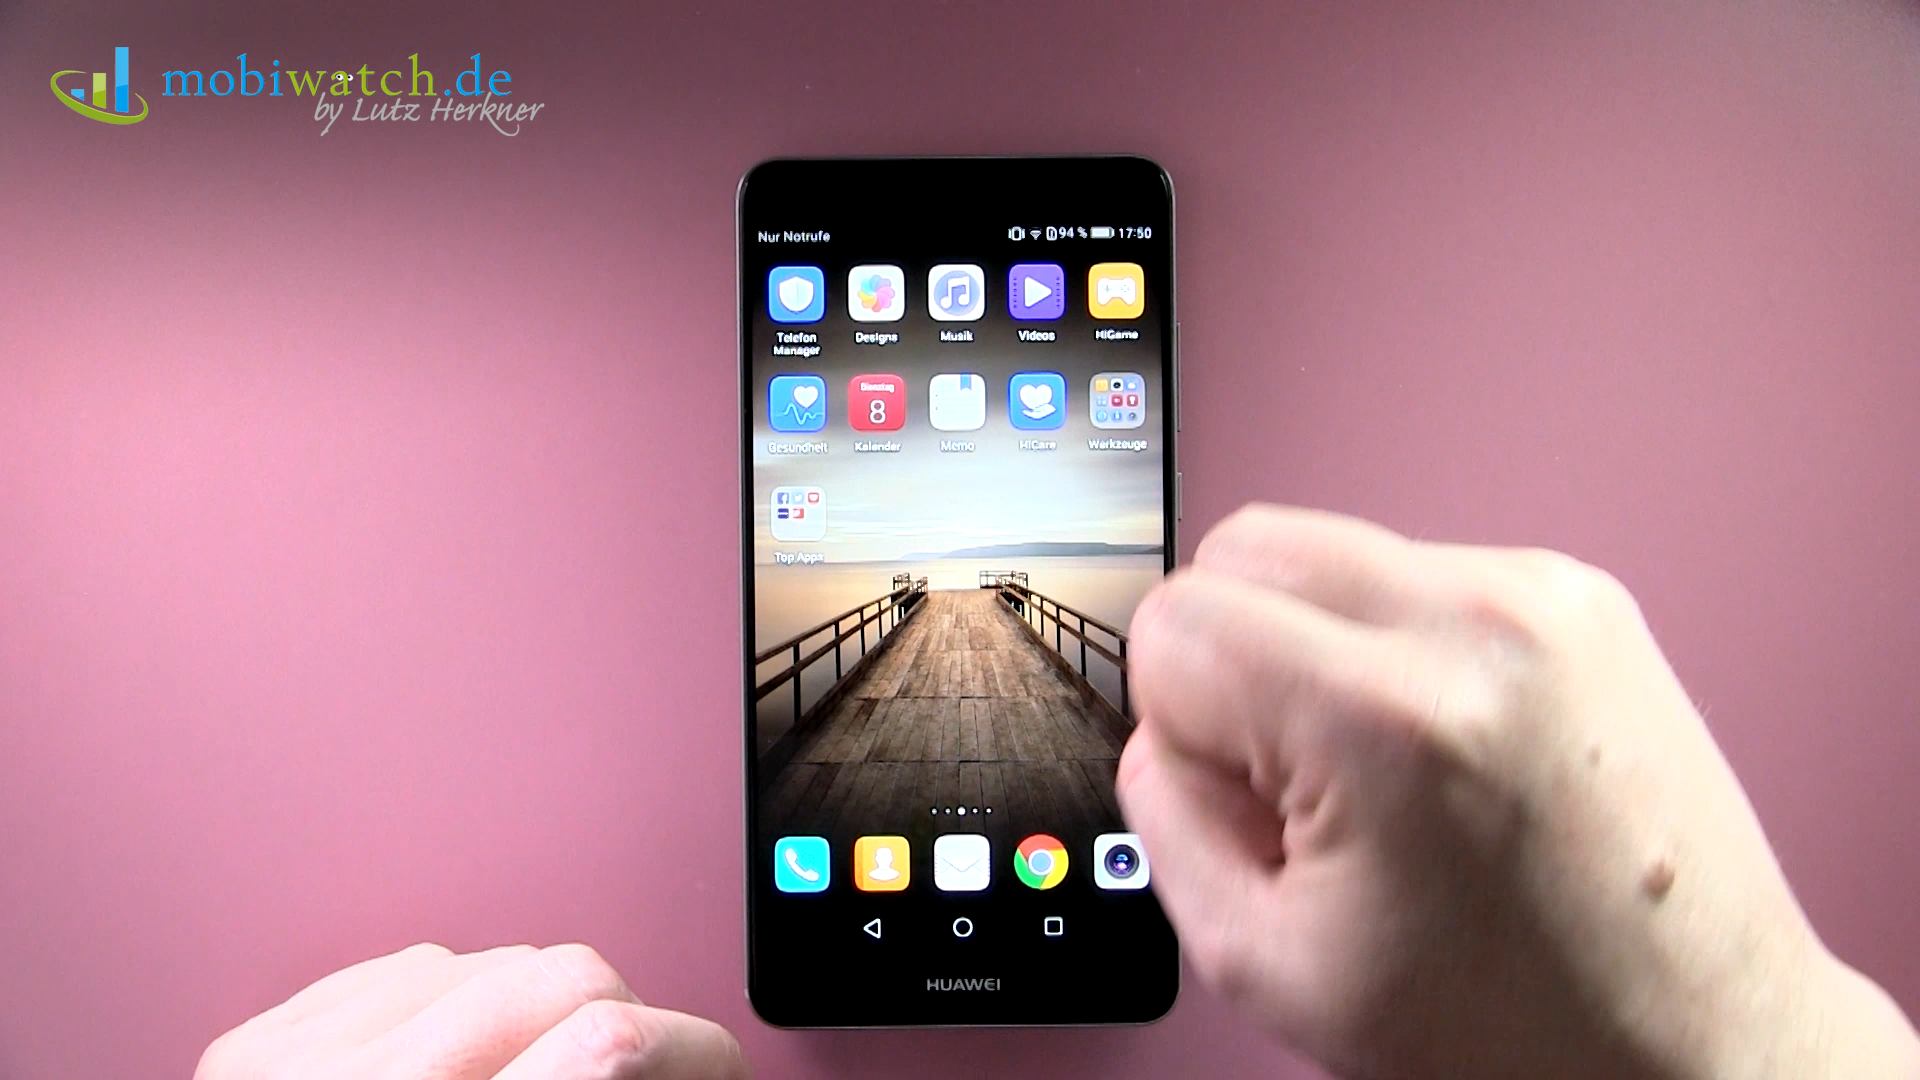 mobiwatch.de
by Lutz Herkner
Nur Notrufe
94 % 17:50
Telefon Manager
Designs
Musik
Videos
HiGame
Dienstag
8
Gesundheit
Kalender
Memo
HiCare
Werkzeuge
Top Apps
HUAWEI